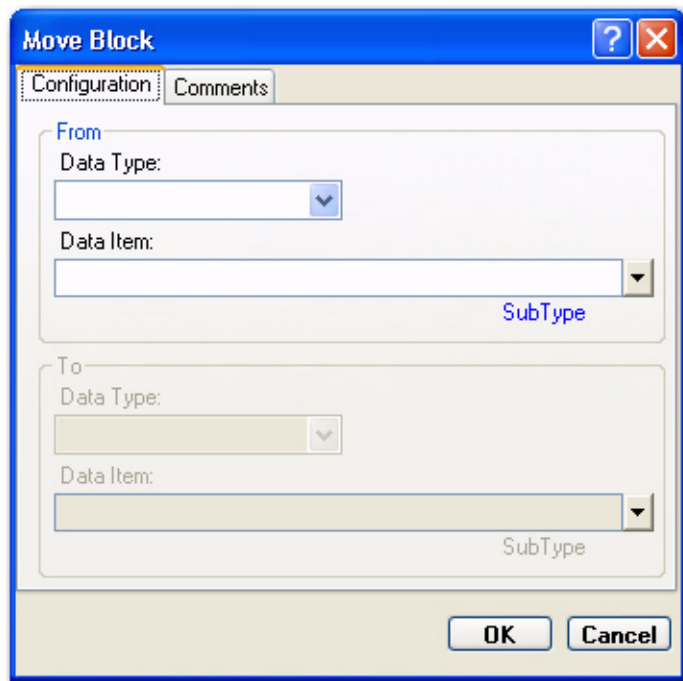 Move Block
Configuration Comments
From
Data Type:
Data Item:
SubType
To
Data Type:
Data Item:
SubType
OK Cancel